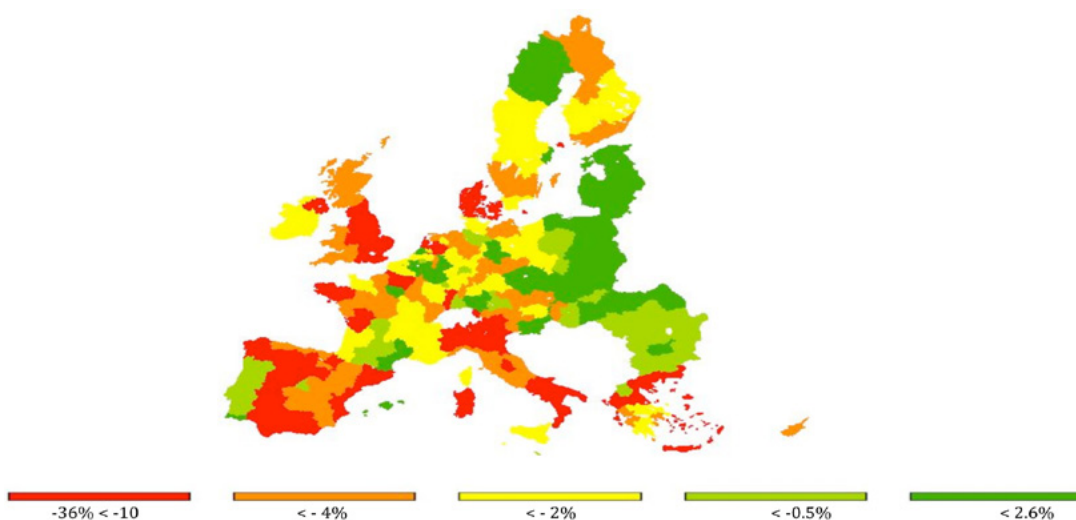 -36% < -10
< - 4%
< - 2%
< -0.5%
< 2.6%